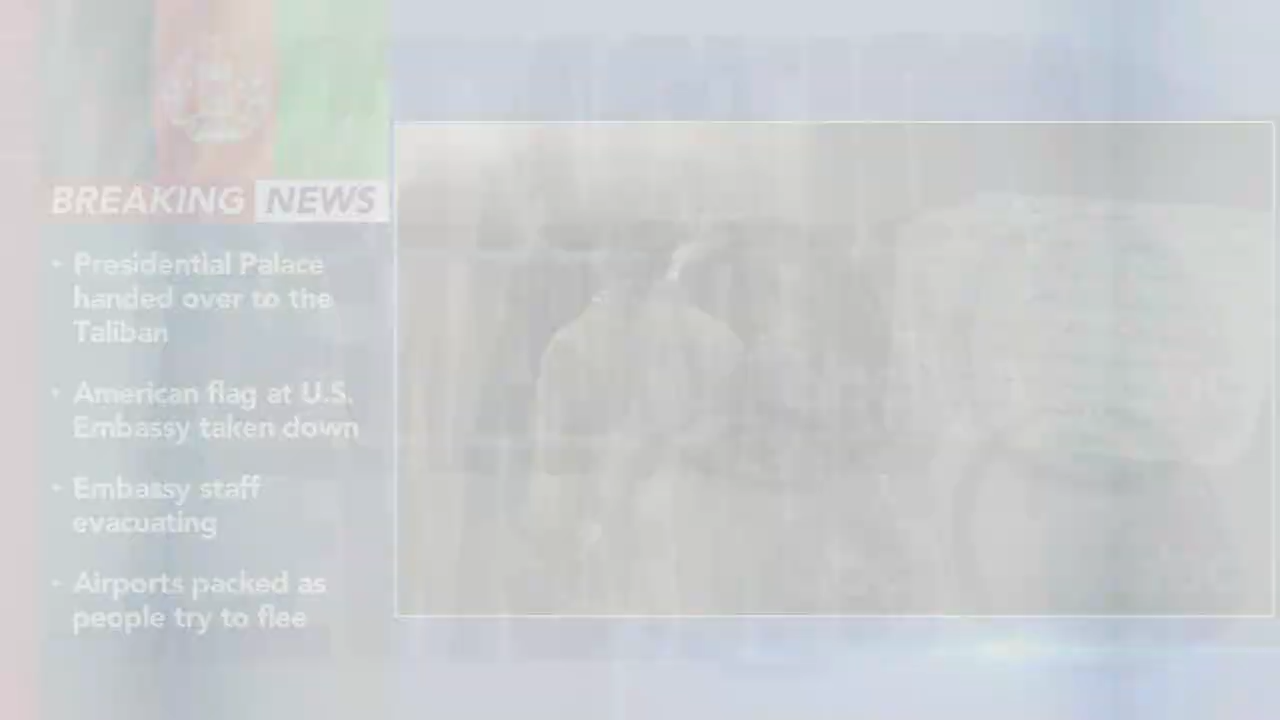 BREAKING NEWS
• Presidential Palace
handed over to the
Taliban
• American flag at U.S.
Embassy taken down
• Embassy staff
evacuating
• Airports packed as
people try to flee